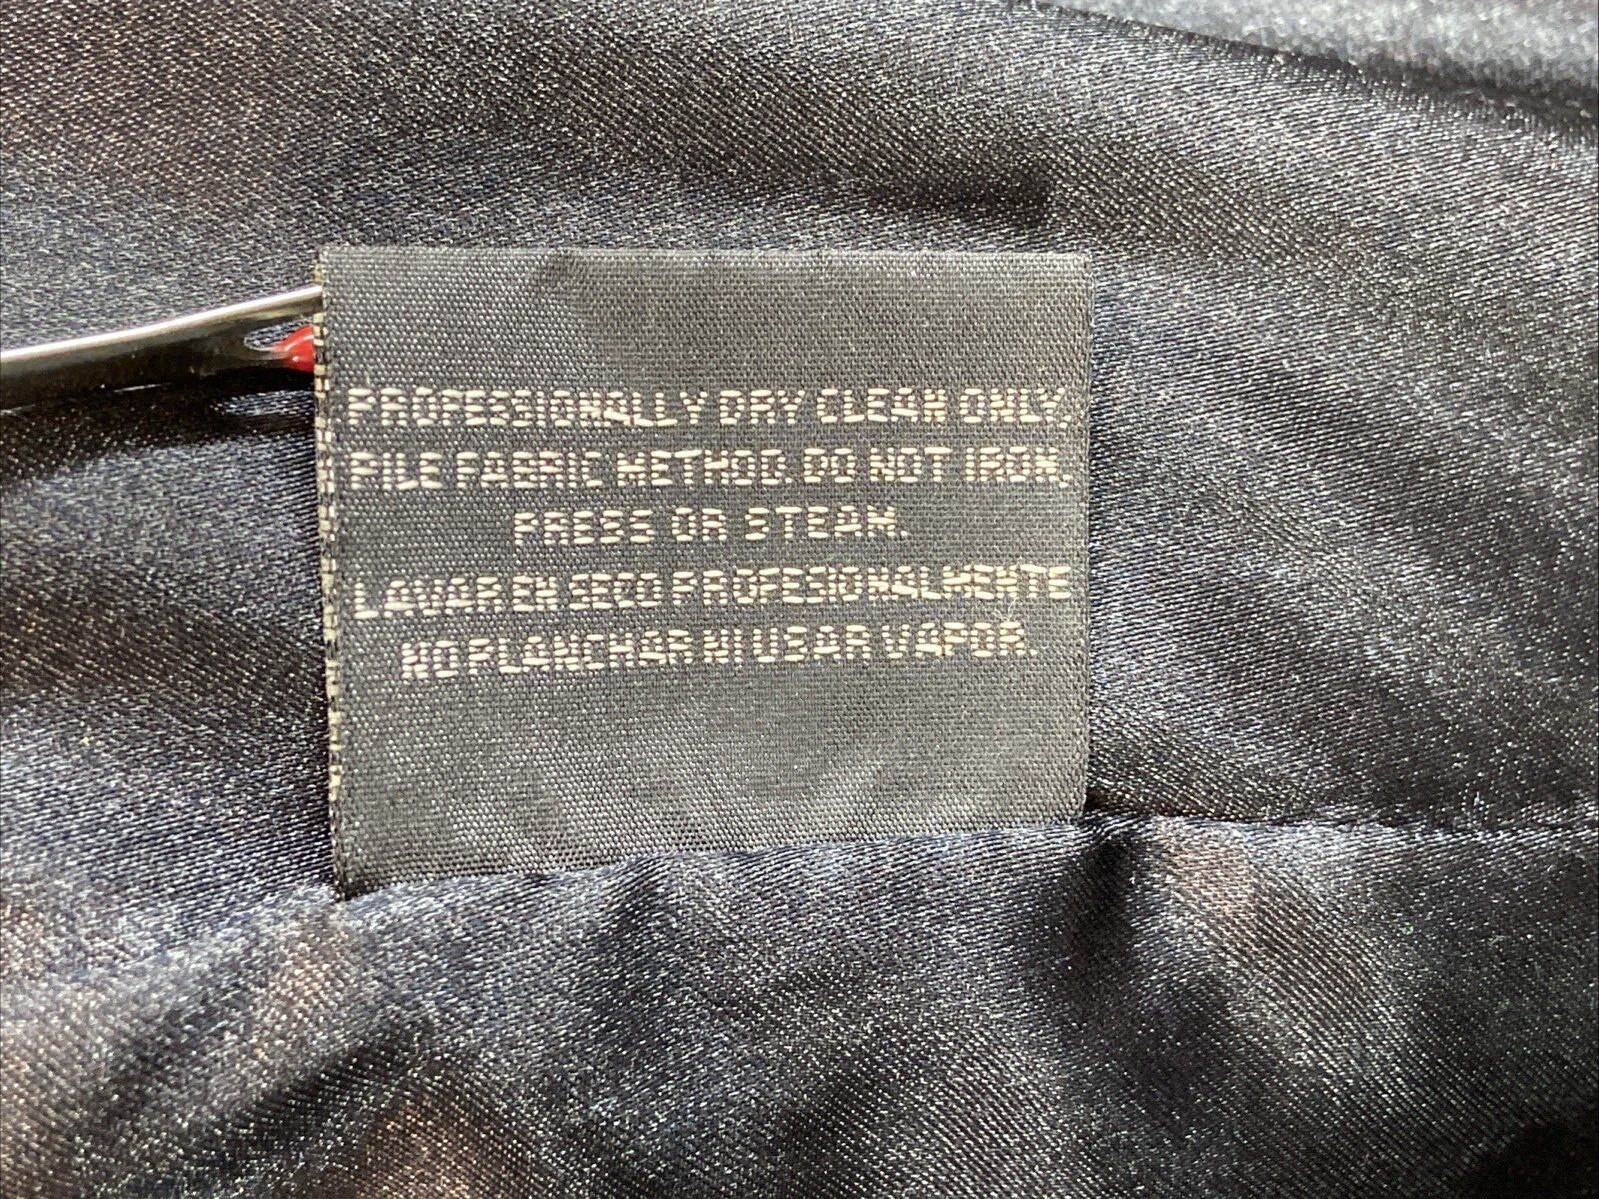 PROFESSIONALLY DRY CLEAN ONLY,
PILE FABRIC METHOD. DO NOT IRON,
PRESS OR STEAM.
LAVAR EN SECO PROFESIONALMENTE
NO PLANCHAR NI USAR VAPOR.